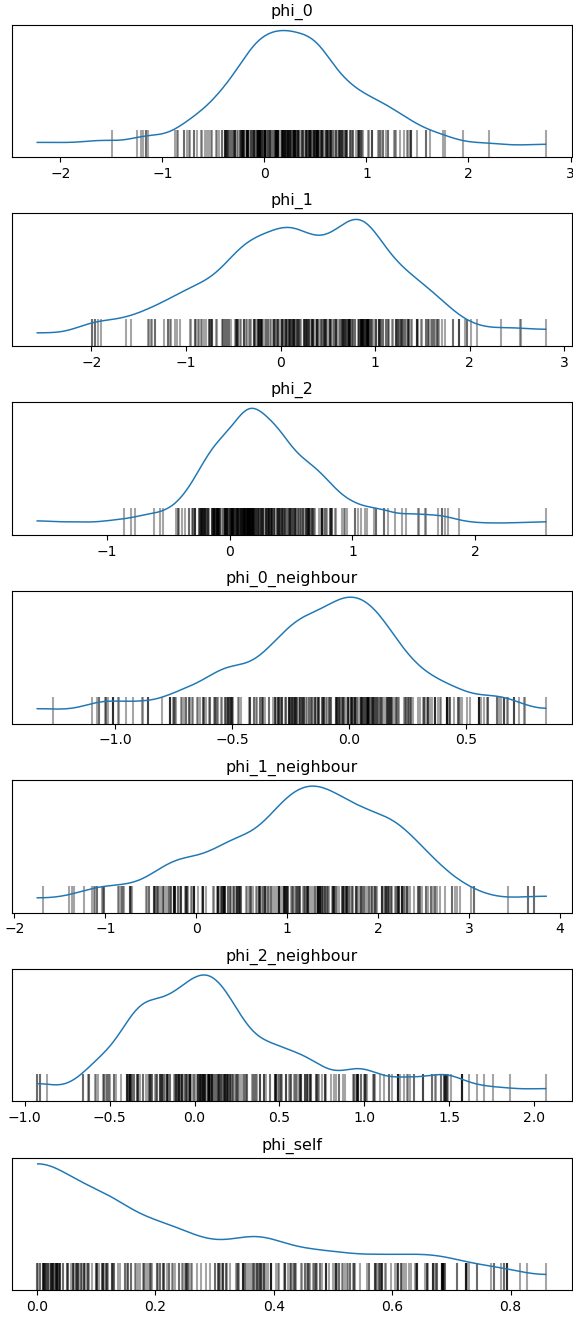 phi_0
−2 −1 0 1 2 3
phi_1
−2 −1 0 1 2 3
phi_2
−1 0 1 2
phi_0_neighbour
−1.0 −0.5 0.0 0.5
phi_1_neighbour
−2 −1 0 1 2 3 4
phi_2_neighbour
−1.0 −0.5 0.0 0.5 1.0 1.5 2.0
phi_self
0.0 0.2 0.4 0.6 0.8